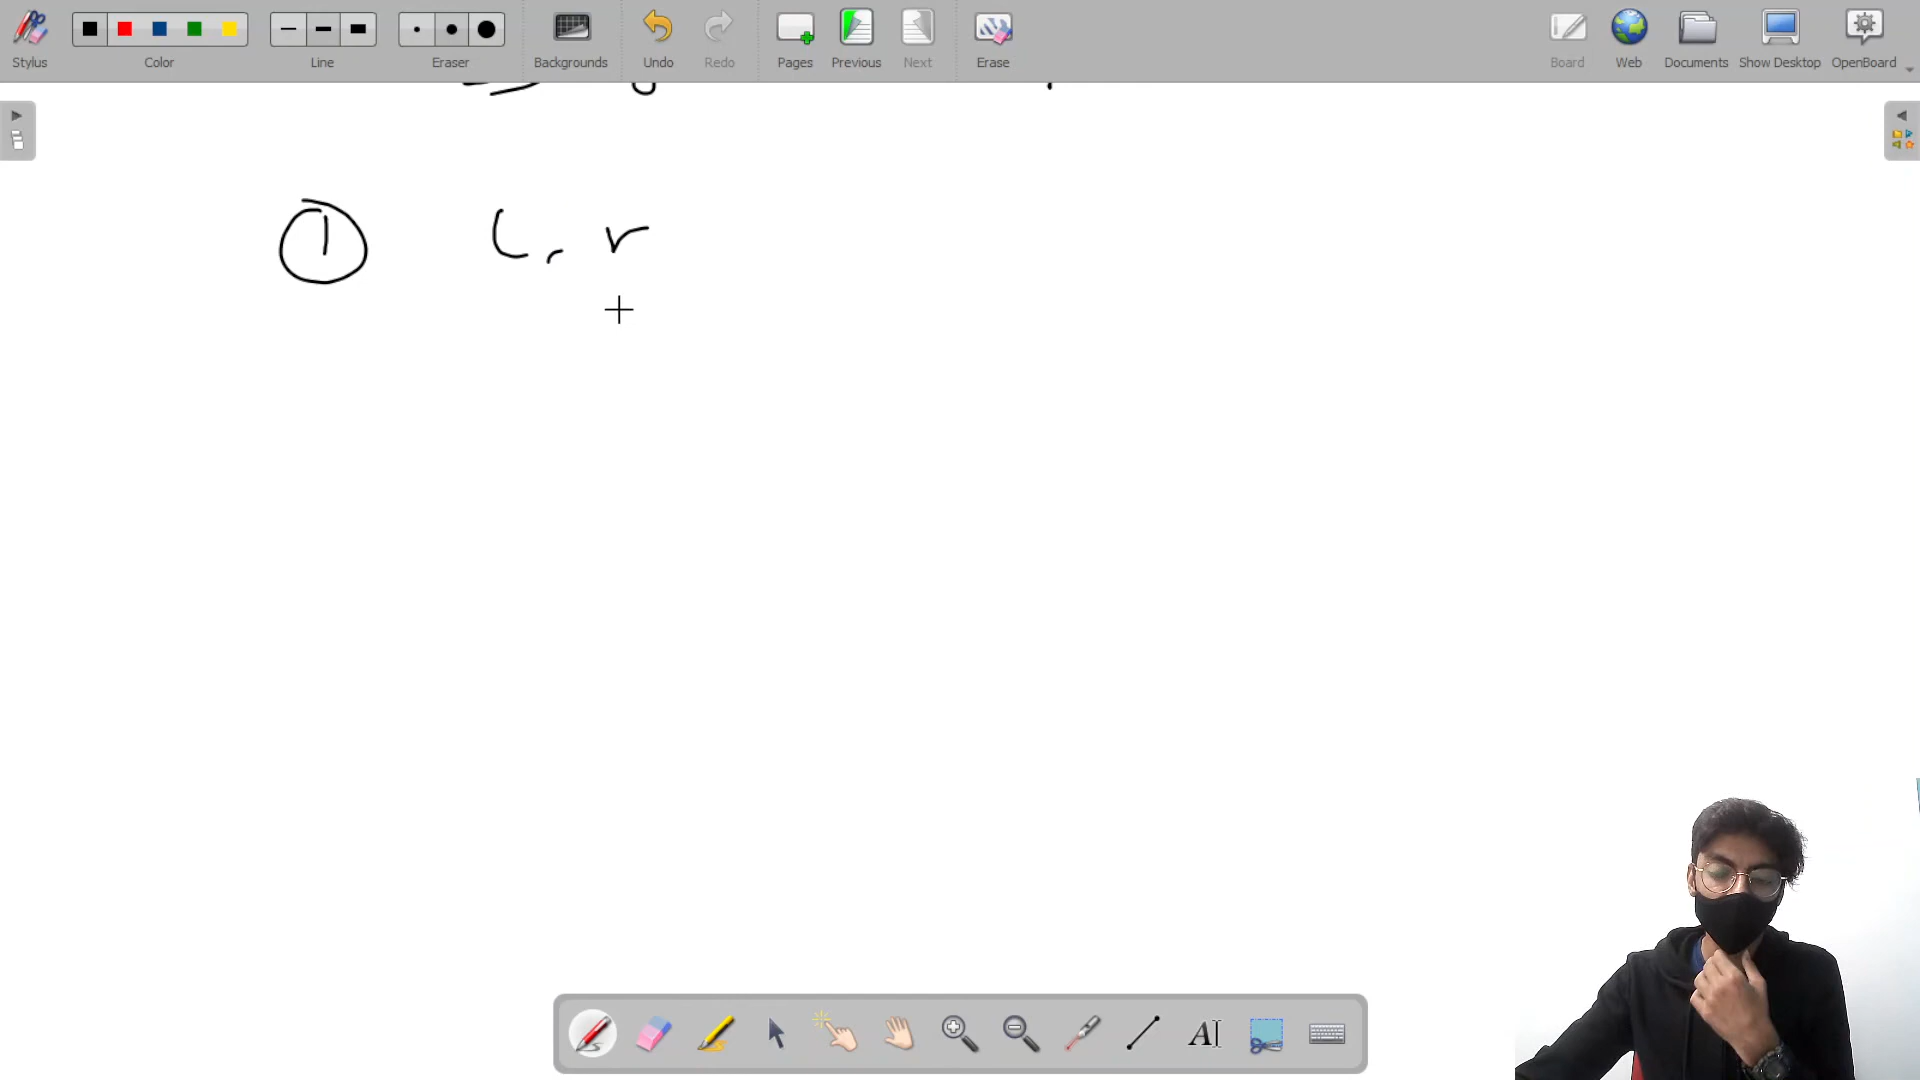 Stylus Color Line Eraser Backgrounds Undo Redo Pages Previous Next Erase Board Web Documents Show Desktop OpenBoard
① l, r